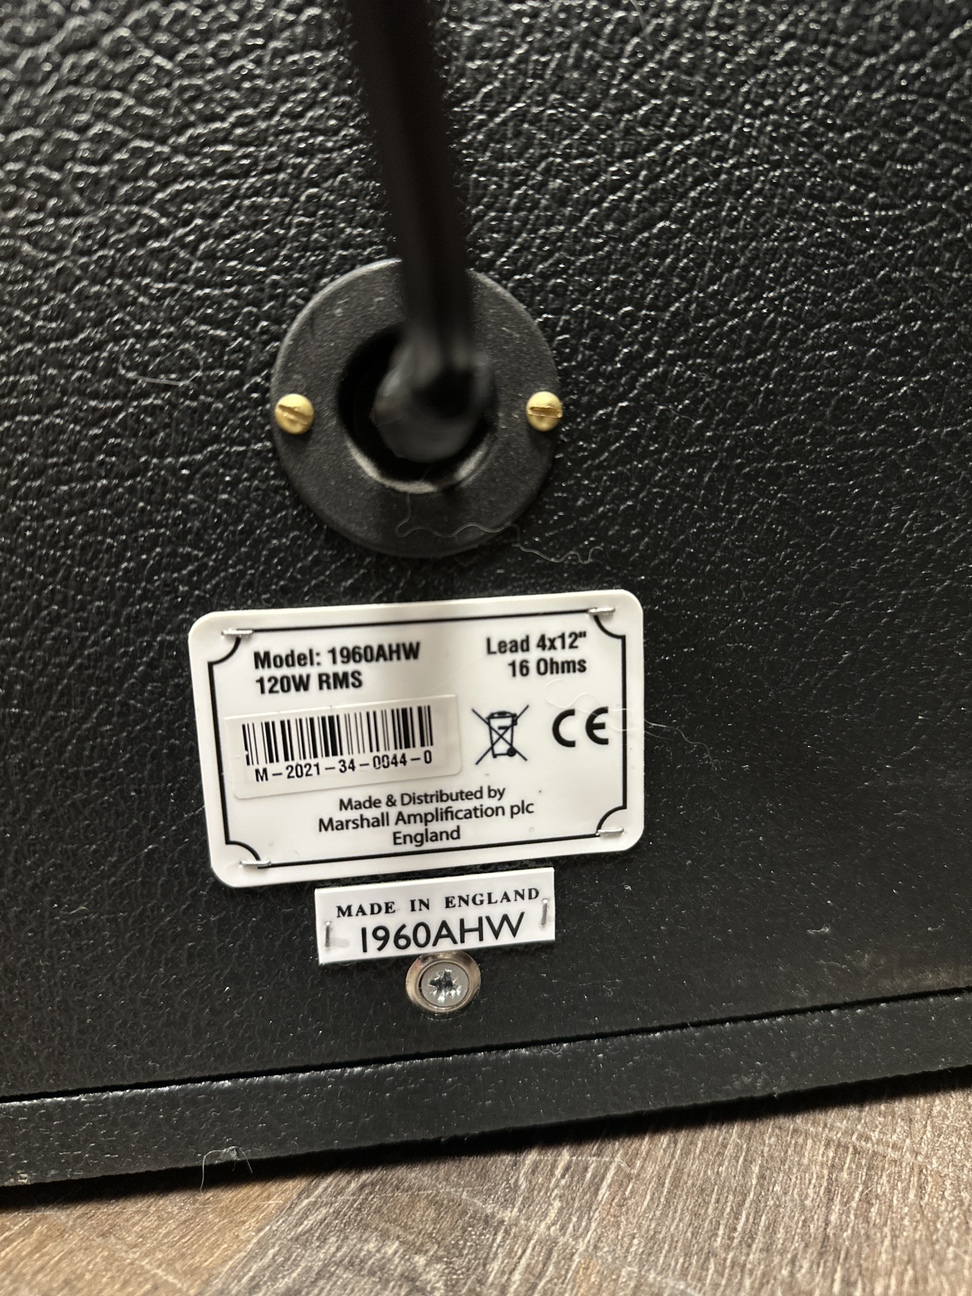 Model: 1960AHW
120W RMS
Lead 4x12"
16 Ohms
M-2021-34-0044-0
CE
Made & Distributed by
Marshall Amplification plc
England
MADE IN ENGLAND
1960AHW